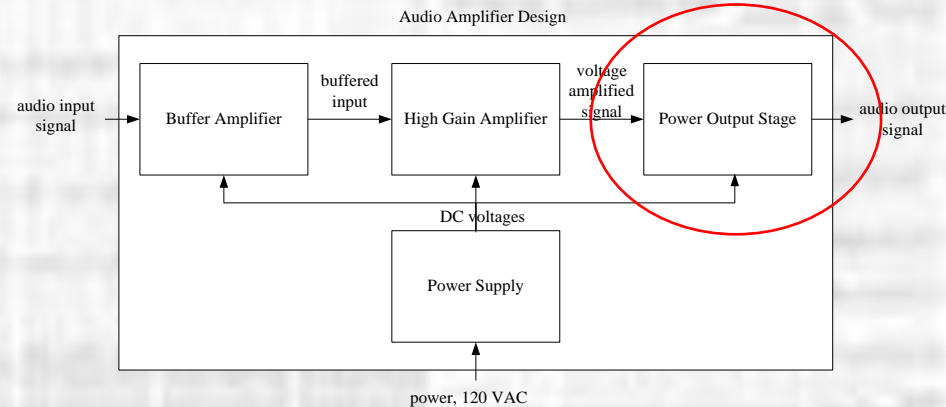 Audio Amplifier Design
audio input
signal
Buffer Amplifier
buffered
input
High Gain Amplifier
voltage
amplified
signal
Power Output Stage
audio output
signal
DC voltages
Power Supply
power, 120 VAC